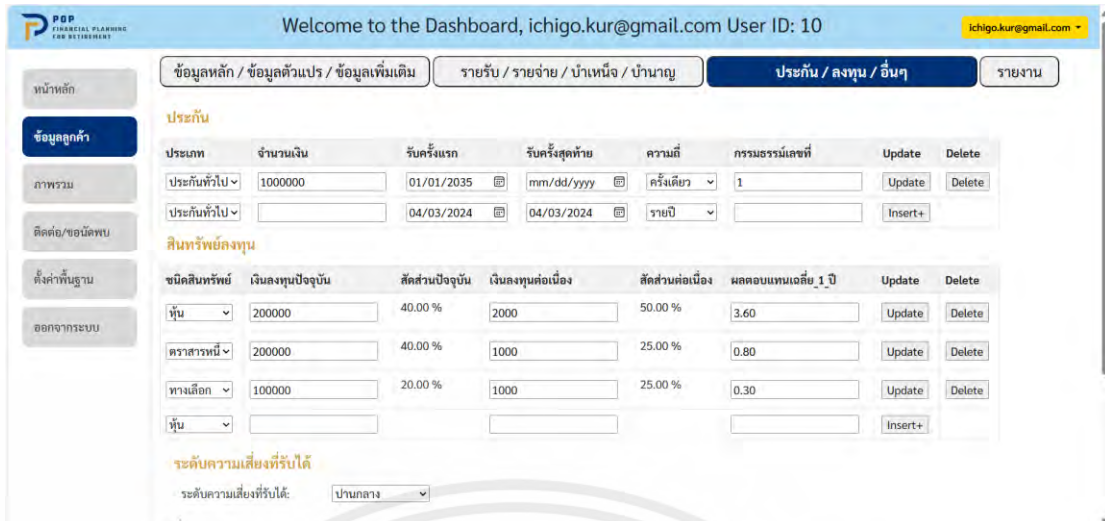 PGP
FINANCIAL PLANNING
FOR RETIREMENT
Welcome to the Dashboard, ichigo.kur@gmail.com User ID: 10
ichigo.kur@gmail.com
หน้าหลัก
ข้อมูลลูกค้า
ภาพรวม
ติดต่อ/ขอนัดพบ
ตั้งค่าพื้นฐาน
ออกจากระบบ
ข้อมูลหลัก / ข้อมูลตัวแปร / ข้อมูลเพิ่มเติม รายรับ / รายจ่าย / บำเหน็จ / บำนาญ ประกัน / ลงทุน / อื่นๆ รายงาน
ประกัน
ประเภท จำนวนเงิน รับครั้งแรก รับครั้งสุดท้าย ความถี่ กรรมธรรม์เลขที่ Update Delete
ประกันทั่วไป 1000000 01/01/2035 mm/dd/yyyy ครั้งเดียว 1 Update Delete
ประกันทั่วไป 04/03/2024 04/03/2024 รายปี Insert+
สินทรัพย์ลงทุน
ชนิดสินทรัพย์ เงินลงทุนปัจจุบัน สัดส่วนปัจจุบัน เงินลงทุนต่อเนื่อง สัดส่วนต่อเนื่อง ผลตอบแทนเฉลี่ย_1_ปี Update Delete
หุ้น 200000 40.00 % 2000 50.00 % 3.60 Update Delete
ตราสารหนี้ 200000 40.00 % 1000 25.00 % 0.80 Update Delete
ทางเลือก 100000 20.00 % 1000 25.00 % 0.30 Update Delete
หุ้น Insert+
ระดับความเสี่ยงที่รับได้
ระดับความเสี่ยงที่รับได้: ปานกลาง